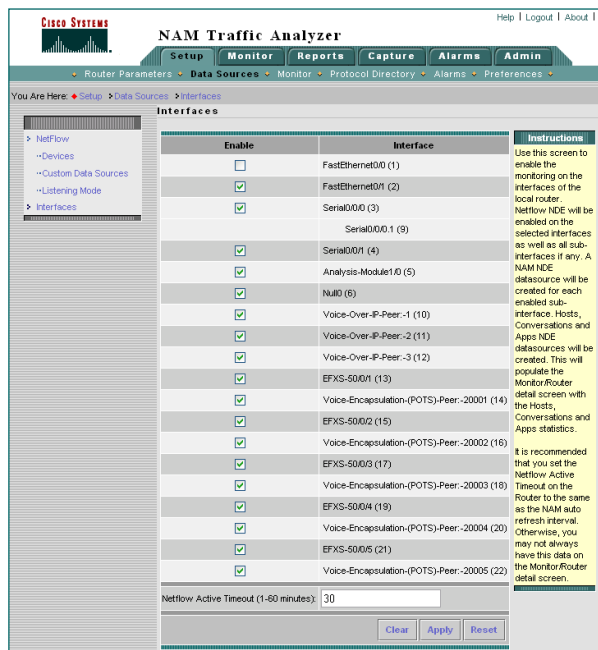 Help | Logout | About |
CISCO SYSTEMS
NAM Traffic Analyzer
Setup Monitor Reports Capture Alarms Admin
Router Parameters Data Sources Monitor Protocol Directory Alarms Preferences
You Are Here: Setup > Data Sources > Interfaces
Interfaces
NetFlow
Devices
Custom Data Sources
Listening Mode
Interfaces
Enable Interface
FastEthernet0/0 (1)
FastEthernet0/1 (2)
Serial0/0/0 (3)
Serial0/0/0.1 (9)
Serial0/0/1 (4)
Analysis-Module1/0 (5)
Null0 (6)
Voice-Over-IP-Peer:-1 (10)
Voice-Over-IP-Peer:-2 (11)
Voice-Over-IP-Peer:-3 (12)
EFXS-50/0/1 (13)
Voice-Encapsulation-(POTS)-Peer:-20001 (14)
EFXS-50/0/2 (15)
Voice-Encapsulation-(POTS)-Peer:-20002 (16)
EFXS-50/0/3 (17)
Voice-Encapsulation-(POTS)-Peer:-20003 (18)
EFXS-50/0/4 (19)
Voice-Encapsulation-(POTS)-Peer:-20004 (20)
EFXS-50/0/5 (21)
Voice-Encapsulation-(POTS)-Peer:-20005 (22)
Netflow Active Timeout (1-60 minutes): 30
Clear Apply Reset
Instructions
Use this screen to
enable the
monitoring on the
interfaces of the
local router.
Netflow NDE will be
enabled on the
selected interfaces
as well as all sub-
interfaces if any. A
NAM NDE
datasource will be
created for each
enabled sub-
interface. Hosts,
Conversations and
Apps NDE
datasources will be
created. This will
populate the
Monitor/Router
detail screen with
the Hosts,
Conversations and
Apps statistics.
It is recommended
that you set the
Netflow Active
Timeout on the
Router to the same
as the NAM auto
refresh interval.
Otherwise, you
may not always
have this data on
the Monitor/Router
detail screen.